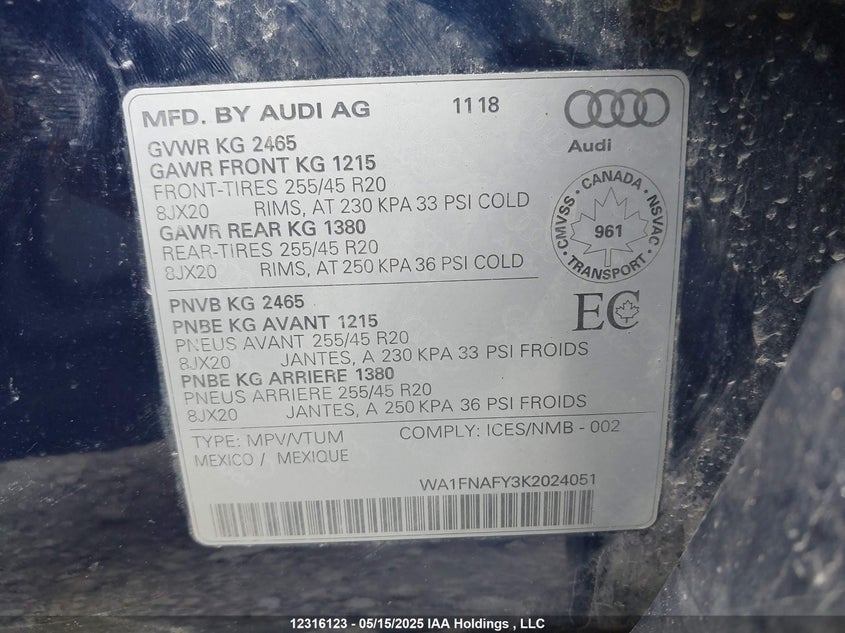 MFD. BY AUDI AG 11 18
Audi
GVWR KG 2465
GAWR FRONT KG 1215
FRONT-TIRES 255/45 R20
8JX20 RIMS, AT 230 KPA 33 PSI COLD
GAWR REAR KG 1380
REAR-TIRES 255/45 R20
8JX20 RIMS, AT 250 KPA 36 PSI COLD
CMVSS · CANADA · NSVAC
961
TRANSPORT
PNVB KG 2465
PNBE KG AVANT 1215
PNEUS AVANT 255/45 R20
8JX20 JANTES, A 230 KPA 33 PSI FROIDS
PNBE KG ARRIERE 1380
PNEUS ARRIERE 255/45 R20
8JX20 JANTES, A 250 KPA 36 PSI FROIDS
EC
TYPE: MPV/VTUM COMPLY: ICES/NMB - 002
MEXICO / MEXIQUE
WA1FNAFY3K2024051
12316123 - 05/15/2025 IAA Holdings , LLC